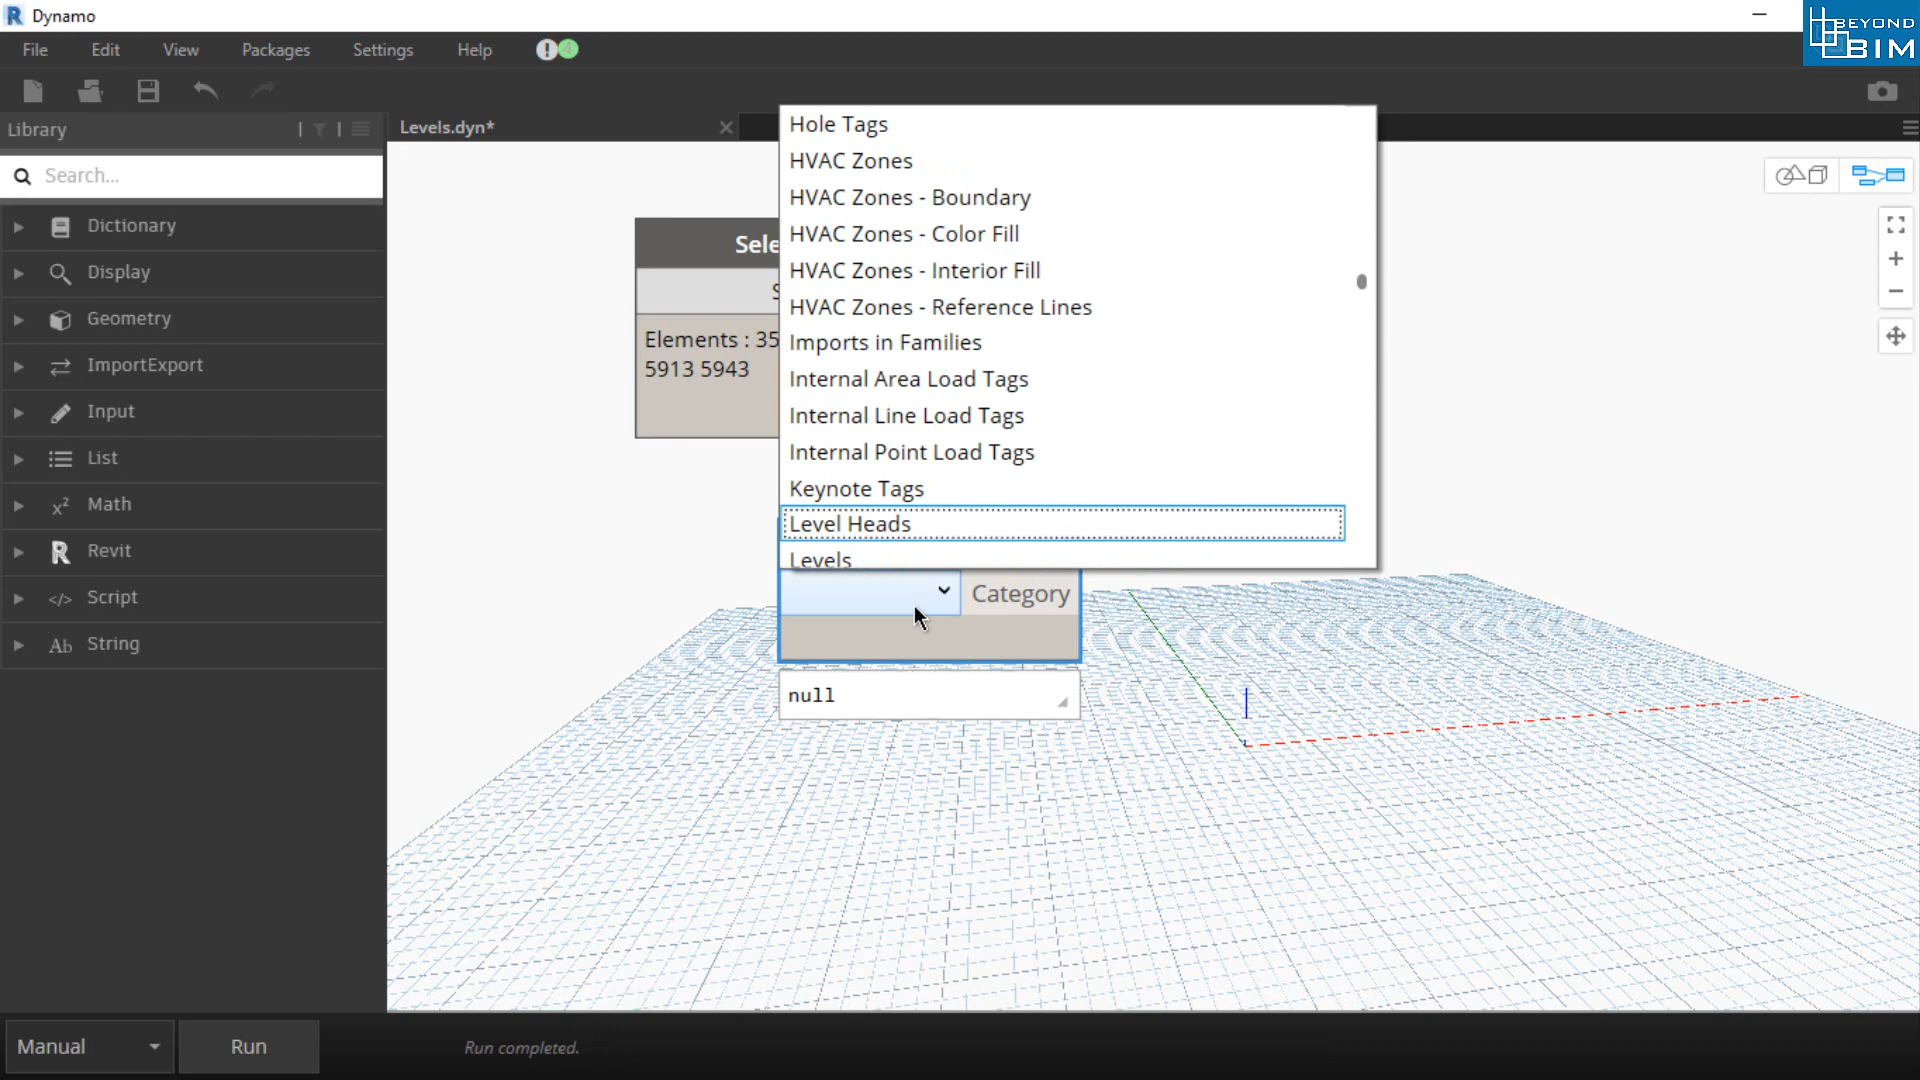 Dynamo
File Edit View Packages Settings Help 4
BEYOND
BIM
Library
Levels.dyn*
Search...
Dictionary
Display
Geometry
ImportExport
Input
List
Math
Revit
Script
String
Sele
S
Elements : 35
5913 5943
Hole Tags
HVAC Zones
HVAC Zones - Boundary
HVAC Zones - Color Fill
HVAC Zones - Interior Fill
HVAC Zones - Reference Lines
Imports in Families
Internal Area Load Tags
Internal Line Load Tags
Internal Point Load Tags
Keynote Tags
Level Heads
Levels
Category
null
Manual
Run
Run completed.